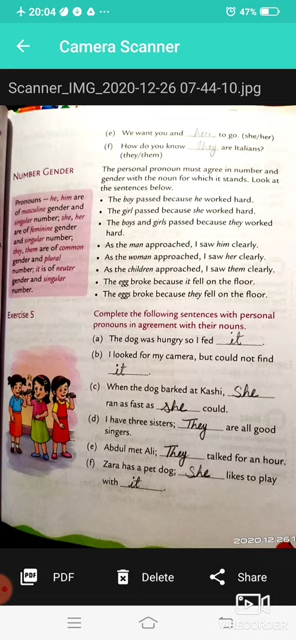 20:04
47%
Camera Scanner
Scanner_IMG_2020-12-26 07-44-10.jpg
(e) We want you and her to go. (she/her)
(f) How do you know They are Italians?
(they/them)
NUMBER GENDER
Pronouns – he, him are
of masculine gender and
singular number; she, her
are of feminine gender
and singular number;
they, them are of common
gender and plural
number; it is of neuter
gender and singular
number.
The personal pronoun must agree in number and
gender with the noun for which it stands. Look at
the sentences below.
• The boy passed because he worked hard.
• The girl passed because she worked hard.
• The boys and girls passed because they worked
hard.
• As the man approached, I saw him clearly.
• As the woman approached, I saw her clearly.
• As the children approached, I saw them clearly.
• The egg broke because it fell on the floor.
• The eggs broke because they fell on the floor.
Exercise 5
Complete the following sentences with personal
pronouns in agreement with their nouns.
(a) The dog was hungry so I fed it.
(b) I looked for my camera, but could not find
it.
(c) When the dog barked at Kashi, She
ran as fast as she could.
(d) I have three sisters; They are all good
singers.
(e) Abdul met Ali; They talked for an hour.
(f) Zara has a pet dog; She likes to play
with it.
2020.12.26 1
PDF
PDF
Delete
Share